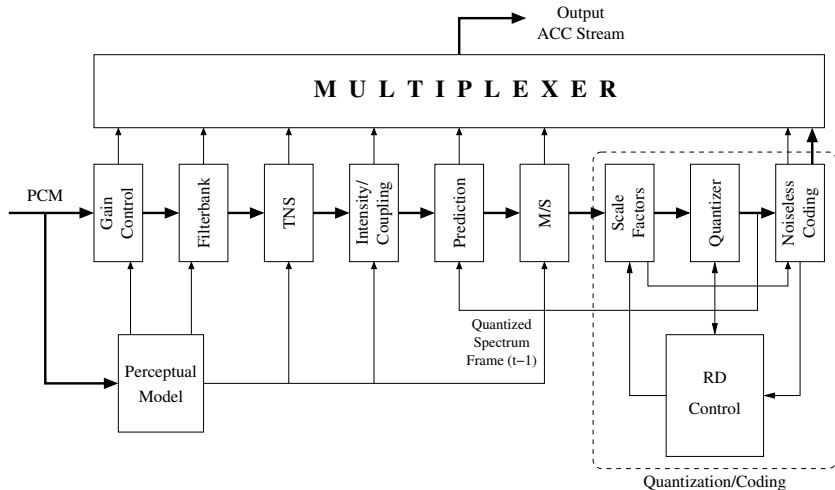 Output
ACC Stream
M U L T I P L E X E R
PCM
Gain
Control
Filterbank
TNS
Intensity/
Coupling
Prediction
M/S
Scale
Factors
Quantizer
Noiseless
Coding
Quantized
Spectrum
Frame (t−1)
Perceptual
Model
RD
Control
Quantization/Coding